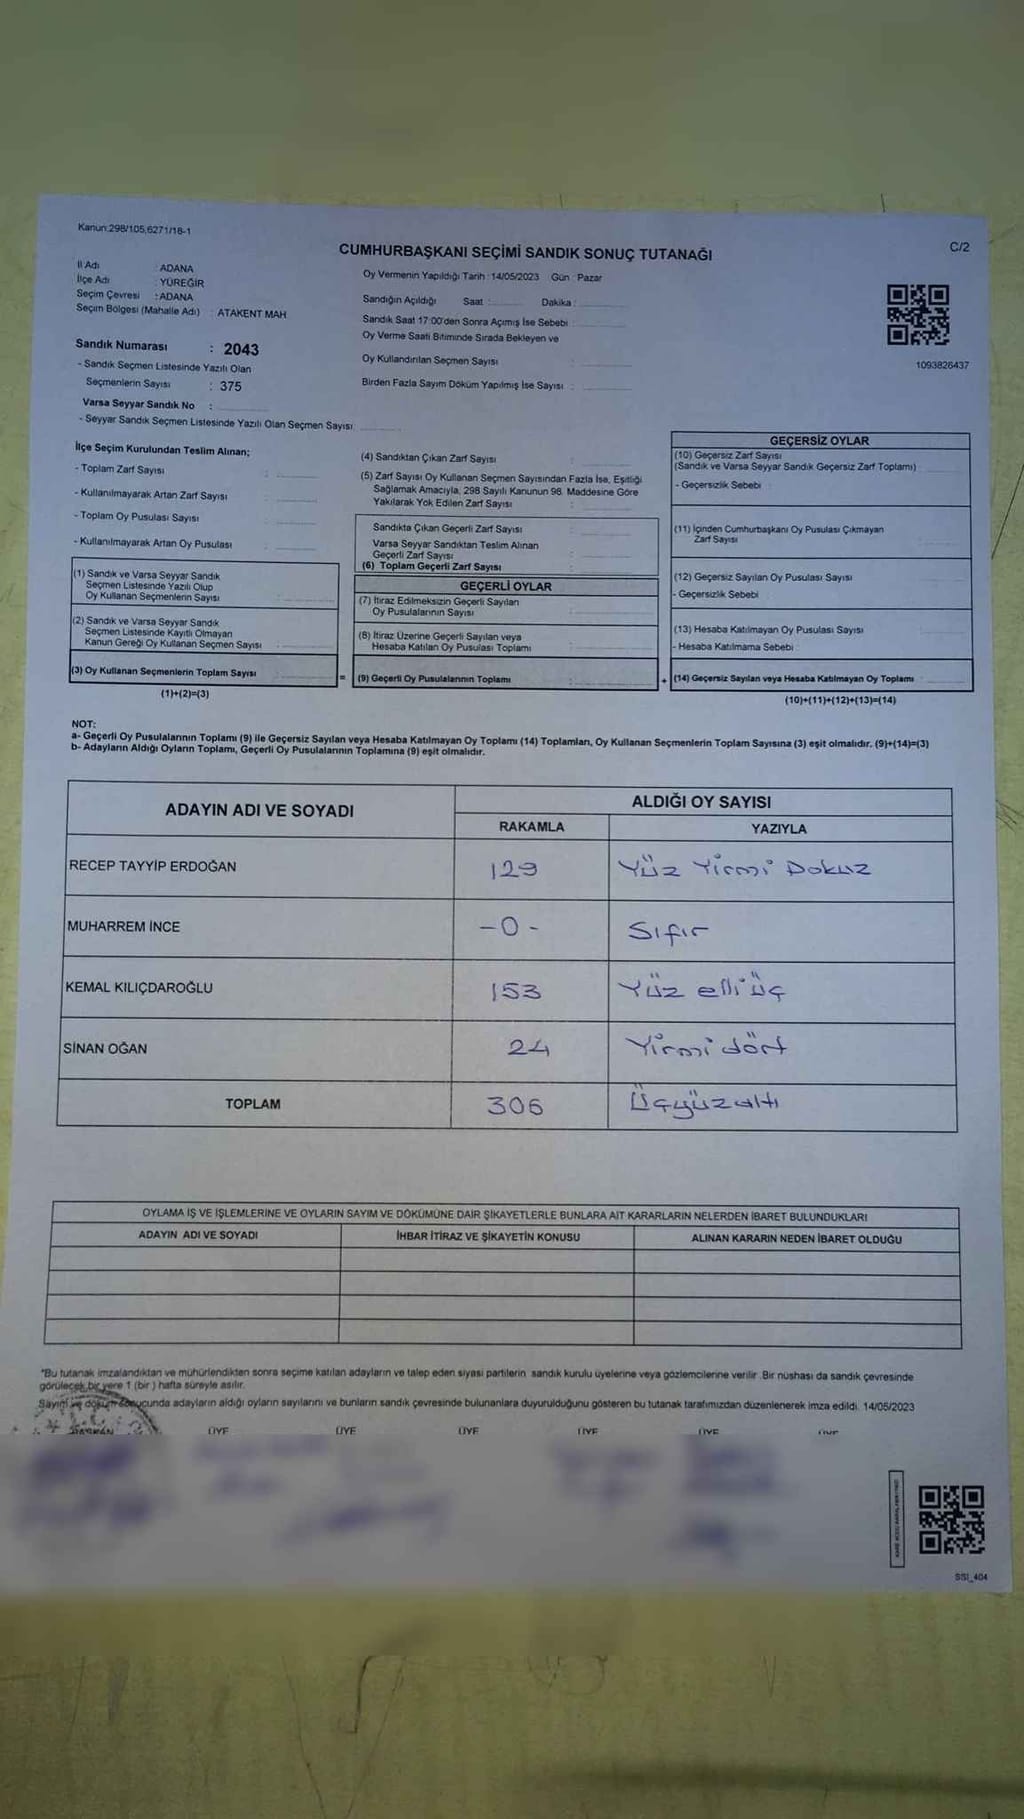 Kanun:298/105,6271/18-1
C/2
CUMHURBAŞKANI SEÇİMİ SANDIK SONUÇ TUTANAĞI
İl Adı : ADANA
İlçe Adı : YÜREĞİR
Seçim Çevresi : ADANA
Seçim Bölgesi (Mahalle Adı) : ATAKENT MAH
Sandık Numarası : 2043
- Sandık Seçmen Listesinde Yazılı Olan
Seçmenlerin Sayısı : 375
Varsa Seyyar Sandık No :
- Seyyar Sandık Seçmen Listesinde Yazılı Olan Seçmen Sayısı
Oy Vermenin Yapıldığı Tarih : 14/05/2023 Gün : Pazar
Sandığın Açıldığı Saat : Dakika :
Sandık Saat 17:00'den Sonra Açımış İse Sebebi :
Oy Verme Saati Bitiminde Sırada Bekleyen ve
Oy Kullandırılan Seçmen Sayısı :
Birden Fazla Sayım Döküm Yapılmış İse Sayısı :
1093826437
İlçe Seçim Kurulundan Teslim Alınan;
- Toplam Zarf Sayısı :
- Kullanılmayarak Artan Zarf Sayısı :
- Toplam Oy Pusulası Sayısı :
- Kullanılmayarak Artan Oy Pusulası :
(1) Sandık ve Varsa Seyyar Sandık
Seçmen Listesinde Yazılı Olup
Oy Kullanan Seçmenlerin Sayısı :
(2) Sandık ve Varsa Seyyar Sandık
Seçmen Listesinde Kayıtlı Olmayan
Kanun Gereği Oy Kullanan Seçmen Sayısı :
(3) Oy Kullanan Seçmenlerin Toplam Sayısı :
(1)+(2)=(3)
=
(4) Sandıktan Çıkan Zarf Sayısı :
(5) Zarf Sayısı Oy Kullanan Seçmen Sayısından Fazla İse, Eşitliği
Sağlamak Amacıyla, 298 Sayılı Kanunun 98. Maddesine Göre
Yakılarak Yok Edilen Zarf Sayısı :
Sandıkta Çıkan Geçerli Zarf Sayısı :
Varsa Seyyar Sandıktan Teslim Alınan
Geçerli Zarf Sayısı :
(6) Toplam Geçerli Zarf Sayısı :
GEÇERLİ OYLAR
(7) İtiraz Edilmeksizin Geçerli Sayılan
Oy Pusulalarının Sayısı :
(8) İtiraz Üzerine Geçerli Sayılan veya
Hesaba Katılan Oy Pusulası Toplamı :
(9) Geçerli Oy Pusulalarının Toplamı :
+
GEÇERSİZ OYLAR
(10) Geçersiz Zarf Sayısı
(Sandık ve Varsa Seyyar Sandık Geçersiz Zarf Toplamı)
- Geçersizlik Sebebi :
(11) İçinden Cumhurbaşkanı Oy Pusulası Çıkmayan
Zarf Sayısı
(12) Geçersiz Sayılan Oy Pusulası Sayısı
- Geçersizlik Sebebi
(13) Hesaba Katılmayan Oy Pusulası Sayısı
- Hesaba Katılmama Sebebi
(14) Geçersiz Sayılan veya Hesaba Katılmayan Oy Toplamı
(10)+(11)+(12)+(13)=(14)
NOT:
a- Geçerli Oy Pusulalarının Toplamı (9) ile Geçersiz Sayılan veya Hesaba Katılmayan Oy Toplamı (14) Toplamları, Oy Kullanan Seçmenlerin Toplam Sayısına (3) eşit olmalıdır. (9)+(14)=(3)
b- Adayların Aldığı Oyların Toplamı, Geçerli Oy Pusulalarının Toplamına (9) eşit olmalıdır.
ADAYIN ADI VE SOYADI
ALDIĞI OY SAYISI
RAKAMLA YAZIYLA
RECEP TAYYİP ERDOĞAN 129 Yüz Yirmi Dokuz
MUHARREM İNCE -0- Sıfır
KEMAL KILIÇDAROĞLU 153 Yüz elli üç
SİNAN OĞAN 24 Yirmi dört
TOPLAM 306 Üçyüzaltı
OYLAMA İŞ VE İŞLEMLERİNE VE OYLARIN SAYIM VE DÖKÜMÜNE DAİR ŞİKAYETLERLE BUNLARA AİT KARARLARIN NELERDEN İBARET BULUNDUKLARI
ADAYIN ADI VE SOYADI İHBAR İTİRAZ VE ŞİKAYETİN KONUSU ALINAN KARARIN NEDEN İBARET OLDUĞU
*Bu tutanak imzalandıktan ve mühürlendikten sonra seçime katılan adayların ve talep eden siyasi partilerin sandık kurulu üyelerine veya gözlemcilerine verilir. Bir nüshası da sandık çevresinde
görülecek bir yere 1 (bir) hafta süreyle asılır.
Sayım ve döküm sonucunda adayların aldığı oyların sayılarını ve bunların sandık çevresinde bulunanlara duyurulduğunu gösteren bu tutanak tarafımızdan düzenlenerek imza edildi. 14/05/2023
BAŞKAN ÜYE ÜYE ÜYE ÜYE ÜYE ÜYE
SSI_404